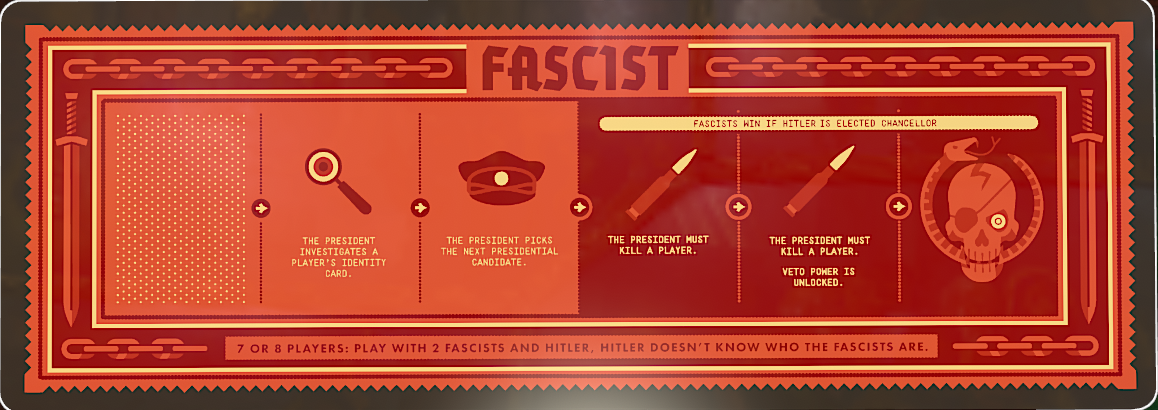 FASCIST
FASCISTS WIN IF HITLER IS ELECTED CHANCELLOR
THE PRESIDENT
INVESTIGATES A
PLAYER'S IDENTITY
CARD.
THE PRESIDENT PICKS
THE NEXT PRESIDENTIAL
CANDIDATE.
THE PRESIDENT MUST
KILL A PLAYER.
THE PRESIDENT MUST
KILL A PLAYER.
VETO POWER IS
UNLOCKED.
7 OR 8 PLAYERS: PLAY WITH 2 FASCISTS AND HITLER, HITLER DOESN'T KNOW WHO THE FASCISTS ARE.